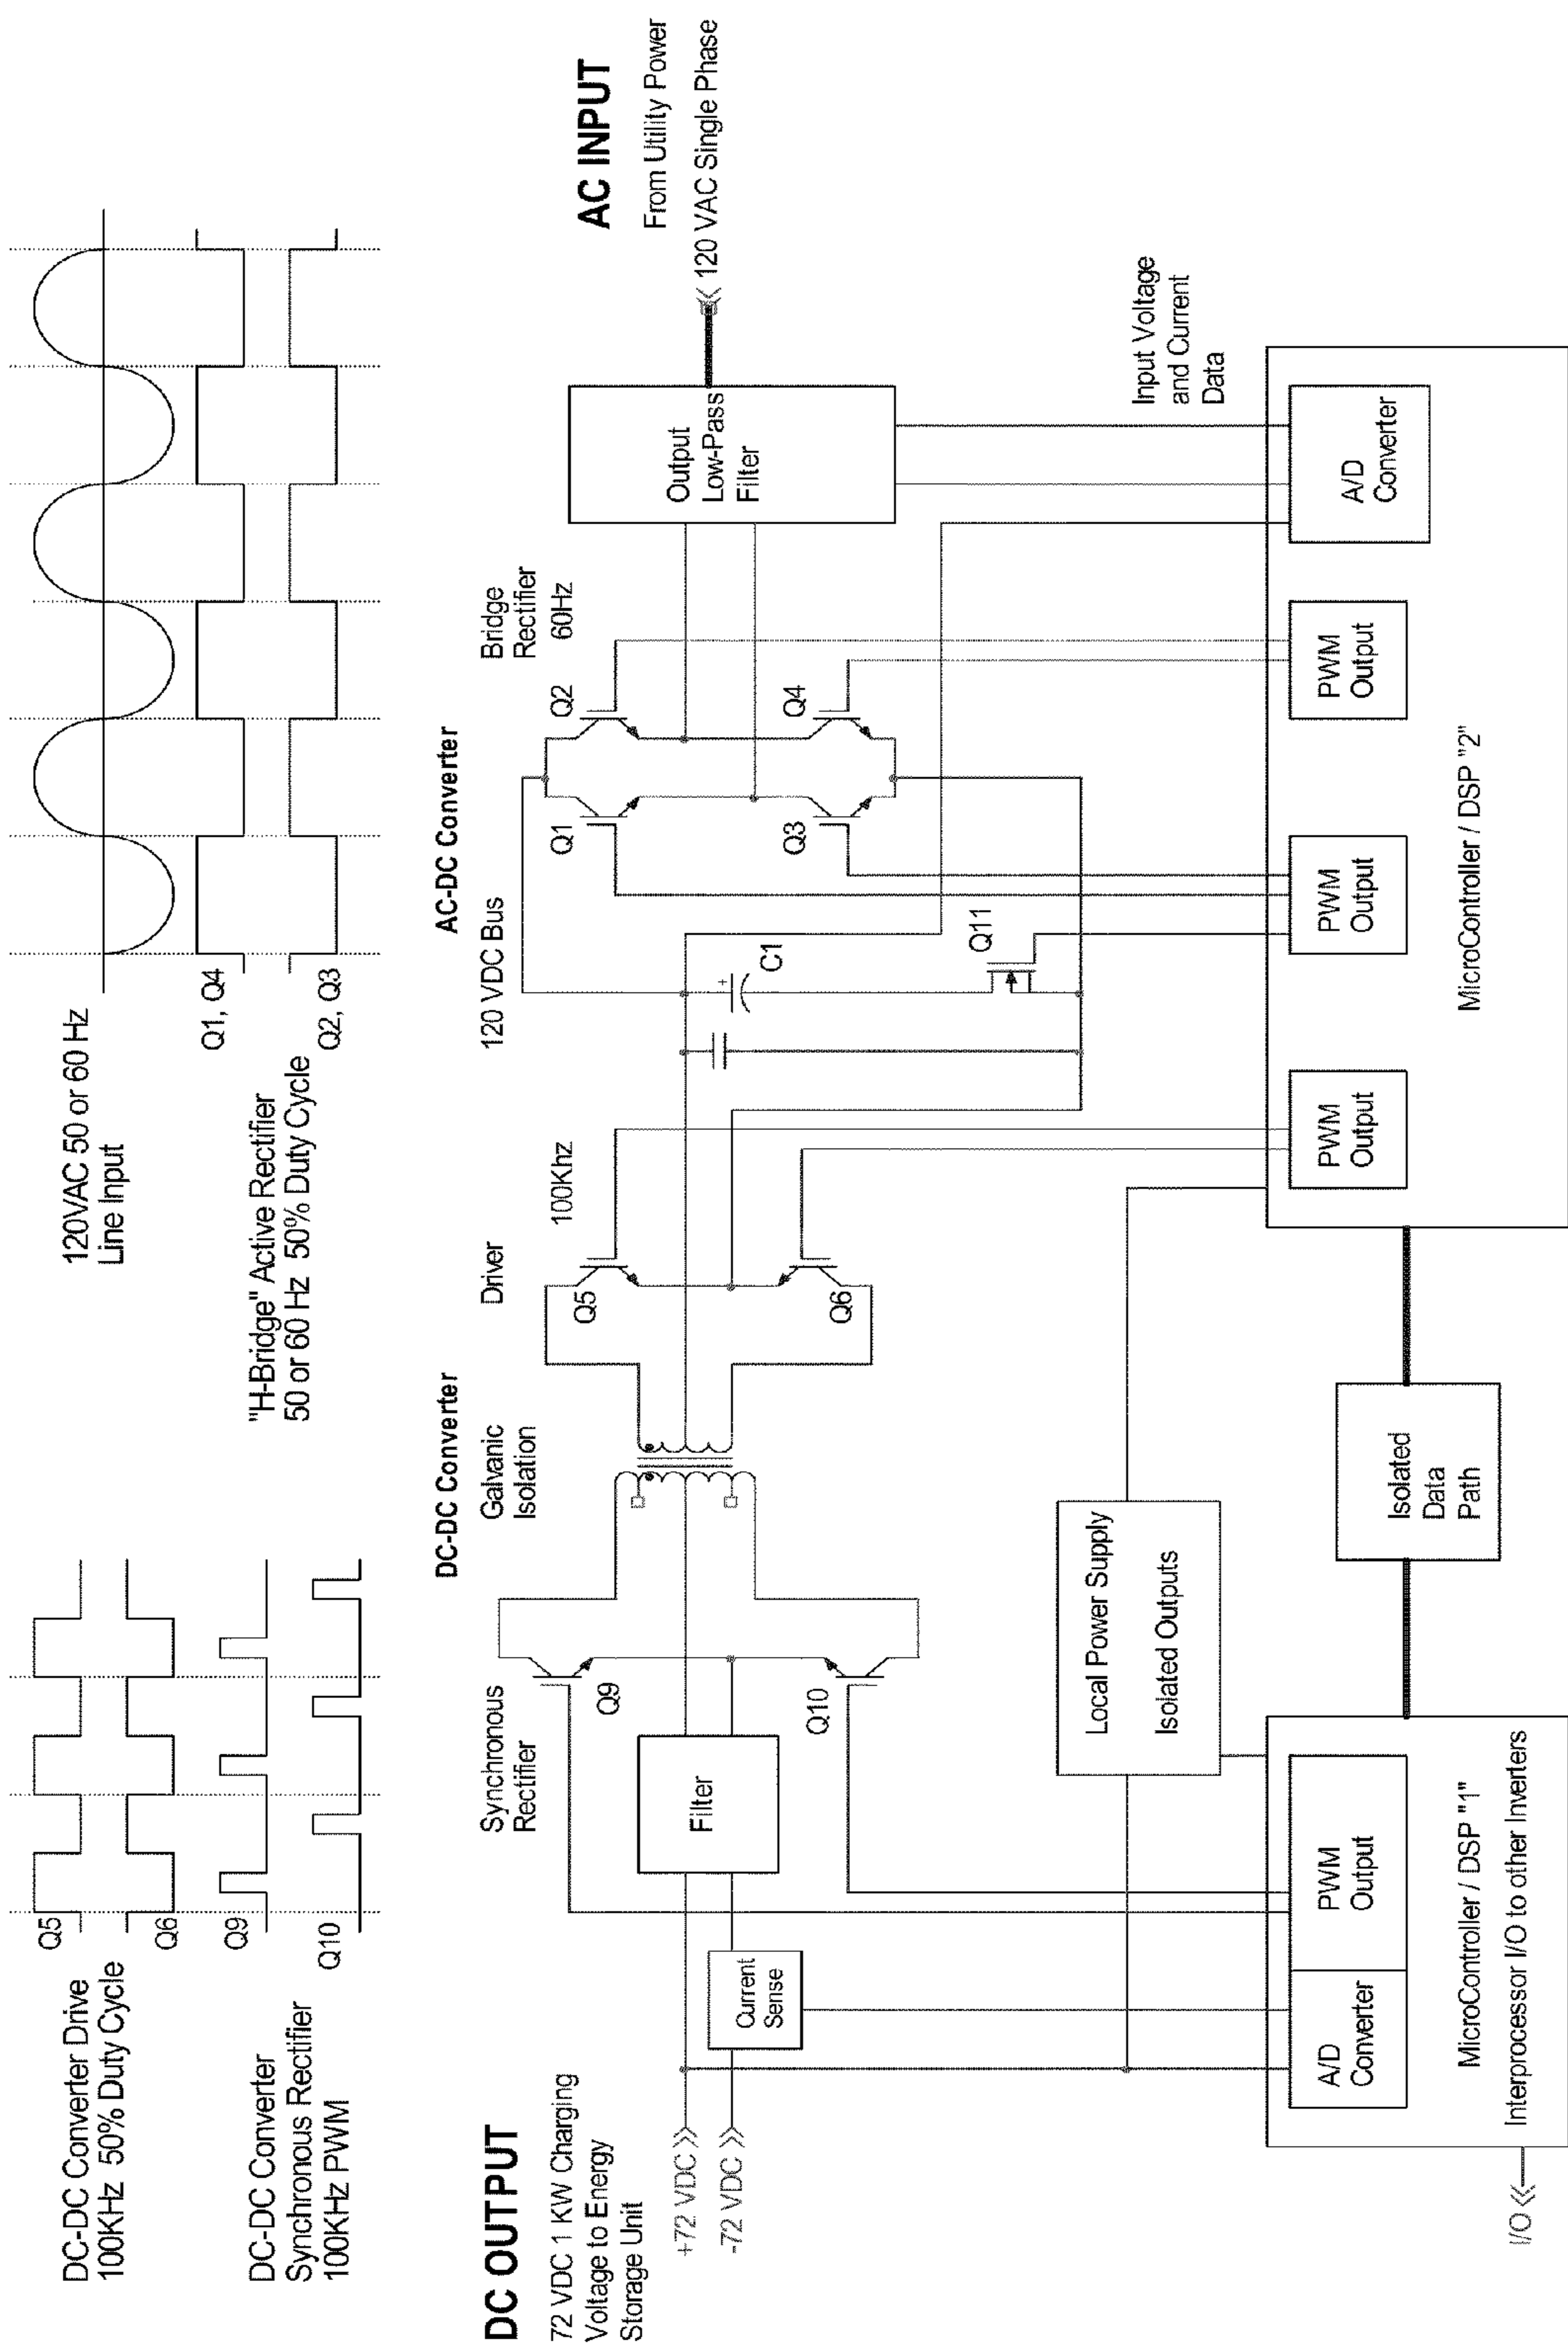 DC-DC Converter Drive
100KHz 50% Duty Cycle
Q5
Q6
DC-DC Converter
Synchronous Rectifier
100KHz PWM
Q9
Q10
120VAC 50 or 60 Hz
Line Input
"H-Bridge" Active Rectifier
50 or 60 Hz 50% Duty Cycle
Q1, Q4
Q2, Q3
DC OUTPUT
72 VDC 1 KW Charging
Voltage to Energy
Storage Unit
+72 VDC
-72 VDC
Current
Sense
Filter
Synchronous
Rectifier
Q9
Q10
DC-DC Converter
Galvanic
Isolation
Driver
100Khz
Q5
Q6
AC-DC Converter
120 VDC Bus
C1
Q11
Bridge
Rectifier
60Hz
Q1
Q2
Q3
Q4
Output
Low-Pass
Filter
AC INPUT
From Utility Power
120 VAC Single Phase
Input Voltage
and Current
Data
Local Power Supply
Isolated Outputs
A/D
Converter
PWM
Output
MicroController / DSP "1"
Interprocessor I/O to other Inverters
I/O
Isolated
Data
Path
PWM
Output
PWM
Output
PWM
Output
A/D
Converter
MicroController / DSP "2"